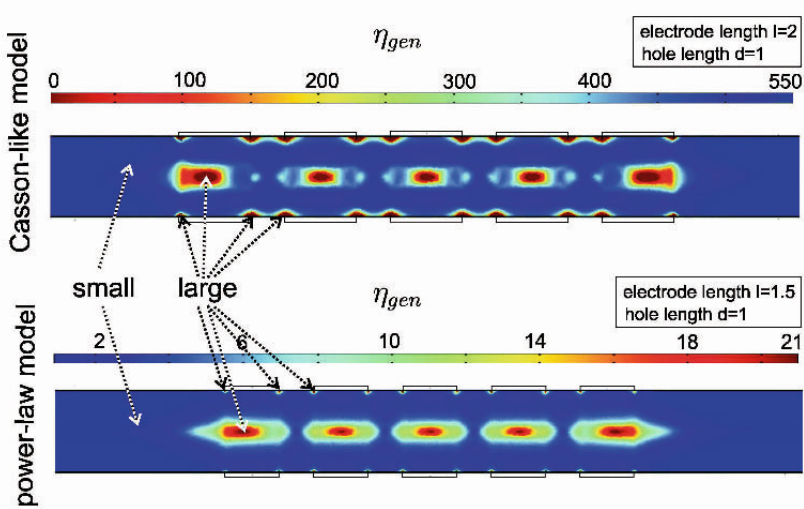 η_gen
electrode length l=2
hole length d=1
0 100 200 300 400 550
Casson-like model
small large
η_gen
electrode length l=1.5
hole length d=1
2 6 10 14 18 21
power-law model